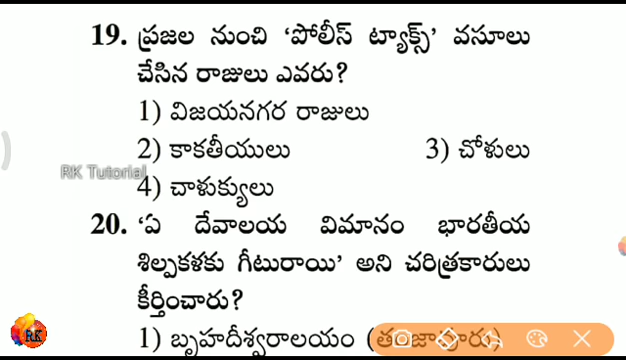 19. ప్రజల నుంచి ‘పోలీస్ ట్యాక్స్’ వసూలు
చేసిన రాజులు ఎవరు?
1) విజయనగర రాజులు
2) కాకతీయులు 3) చోళులు
RK Tutorial
4) చాళుక్యులు
20. ‘ఏ దేవాలయ విమానం భారతీయ
శిల్పకళకు గీటురాయి’ అని చరిత్రకారులు
కీర్తించారు?
1) బృహదీశ్వరాలయం (తంజావూరు)
RK